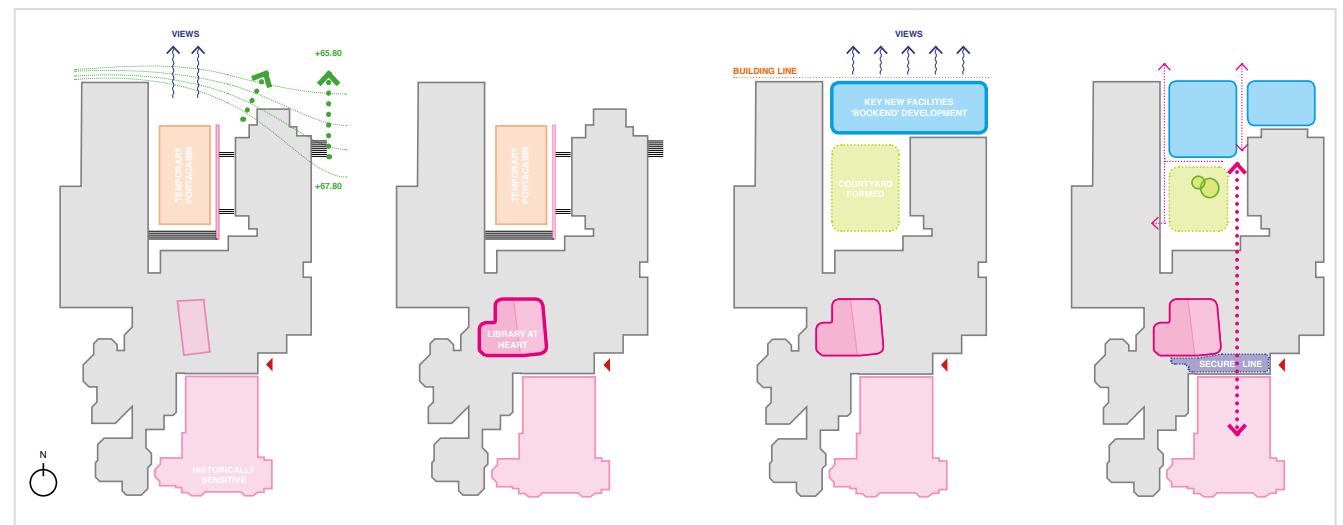 VIEWS
+65.80
TEMPORARY
PORTACABIN
+67.80
HISTORICALLY
SENSITIVE
N
TEMPORARY
PORTACABIN
LIBRARY AT
HEART
VIEWS
BUILDING LINE
KEY NEW FACILITIES
'BOOKEND' DEVELOPMENT
COURTYARD
FORMED
SECURE LINE